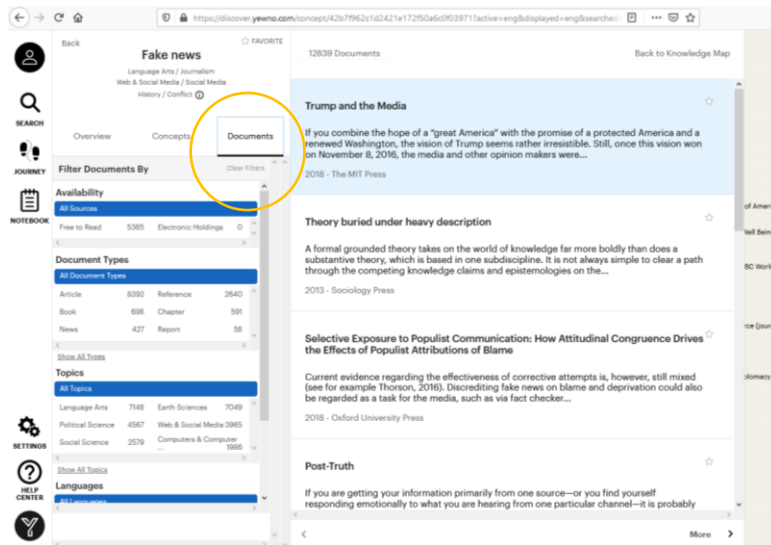 https://discover.yewno.com/concept/42b7f962c1d2421e172f50a6c0f03971?active=eng&displayed=eng&searched
Back
FAVORITE
Fake news
Language Arts / Journalism
Web & Social Media / Social Media
History / Conflict
Overview
Concepts
Documents
Filter Documents By
Clear Filters
Availability
All Sources
Free to Read 5365 Electronic Holdings 0
Document Types
All Document Types
Article 8392 Reference 2640
Book 698 Chapter 591
News 427 Report 58
Show All Types
Topics
All Topics
Language Arts 7148 Earth Sciences 7049
Political Science 4567 Web & Social Media 3965
Social Science 2579 Computers & Computer
... 1986
Show All Topics
Languages
All Languages
SEARCH
JOURNEY
NOTEBOOK
SETTINGS
HELP
CENTER
12839 Documents
Back to Knowledge Map
Trump and the Media
If you combine the hope of a “great America” with the promise of a protected America and a
renewed Washington, the vision of Trump seems rather irresistible. Still, once this vision won
on November 8, 2016, the media and other opinion makers were...
2018 - The MIT Press
Theory buried under heavy description
A formal grounded theory takes on the world of knowledge far more boldly than does a
substantive theory, which is based in one subdiscipline. It is not always simple to clear a path
through the competing knowledge claims and epistemologies on the...
2013 - Sociology Press
Selective Exposure to Populist Communication: How Attitudinal Congruence Drives
the Effects of Populist Attributions of Blame
Current evidence regarding the effectiveness of corrective attempts is, however, still mixed
(see for example Thorson, 2016). Discrediting fake news on blame and deprivation could also
be regarded as a task for the media, such as via fact checker...
2018 - Oxford University Press
Post-Truth
If you are getting your information primarily from one source—or you find yourself
responding emotionally to what you are hearing from one particular channel—it is probably
More
of Ameri
Well Bein
BC Worl
rce (jour
plomacy